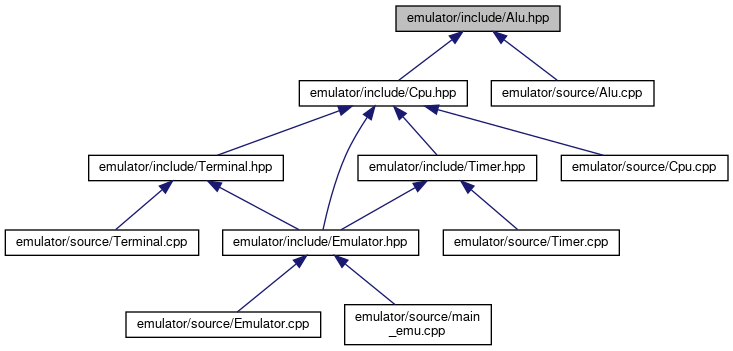 emulator/include/Alu.hpp
emulator/include/Cpu.hpp
emulator/source/Alu.cpp
emulator/include/Terminal.hpp
emulator/include/Timer.hpp
emulator/source/Cpu.cpp
emulator/source/Terminal.cpp
emulator/include/Emulator.hpp
emulator/source/Timer.cpp
emulator/source/Emulator.cpp
emulator/source/main
_emu.cpp